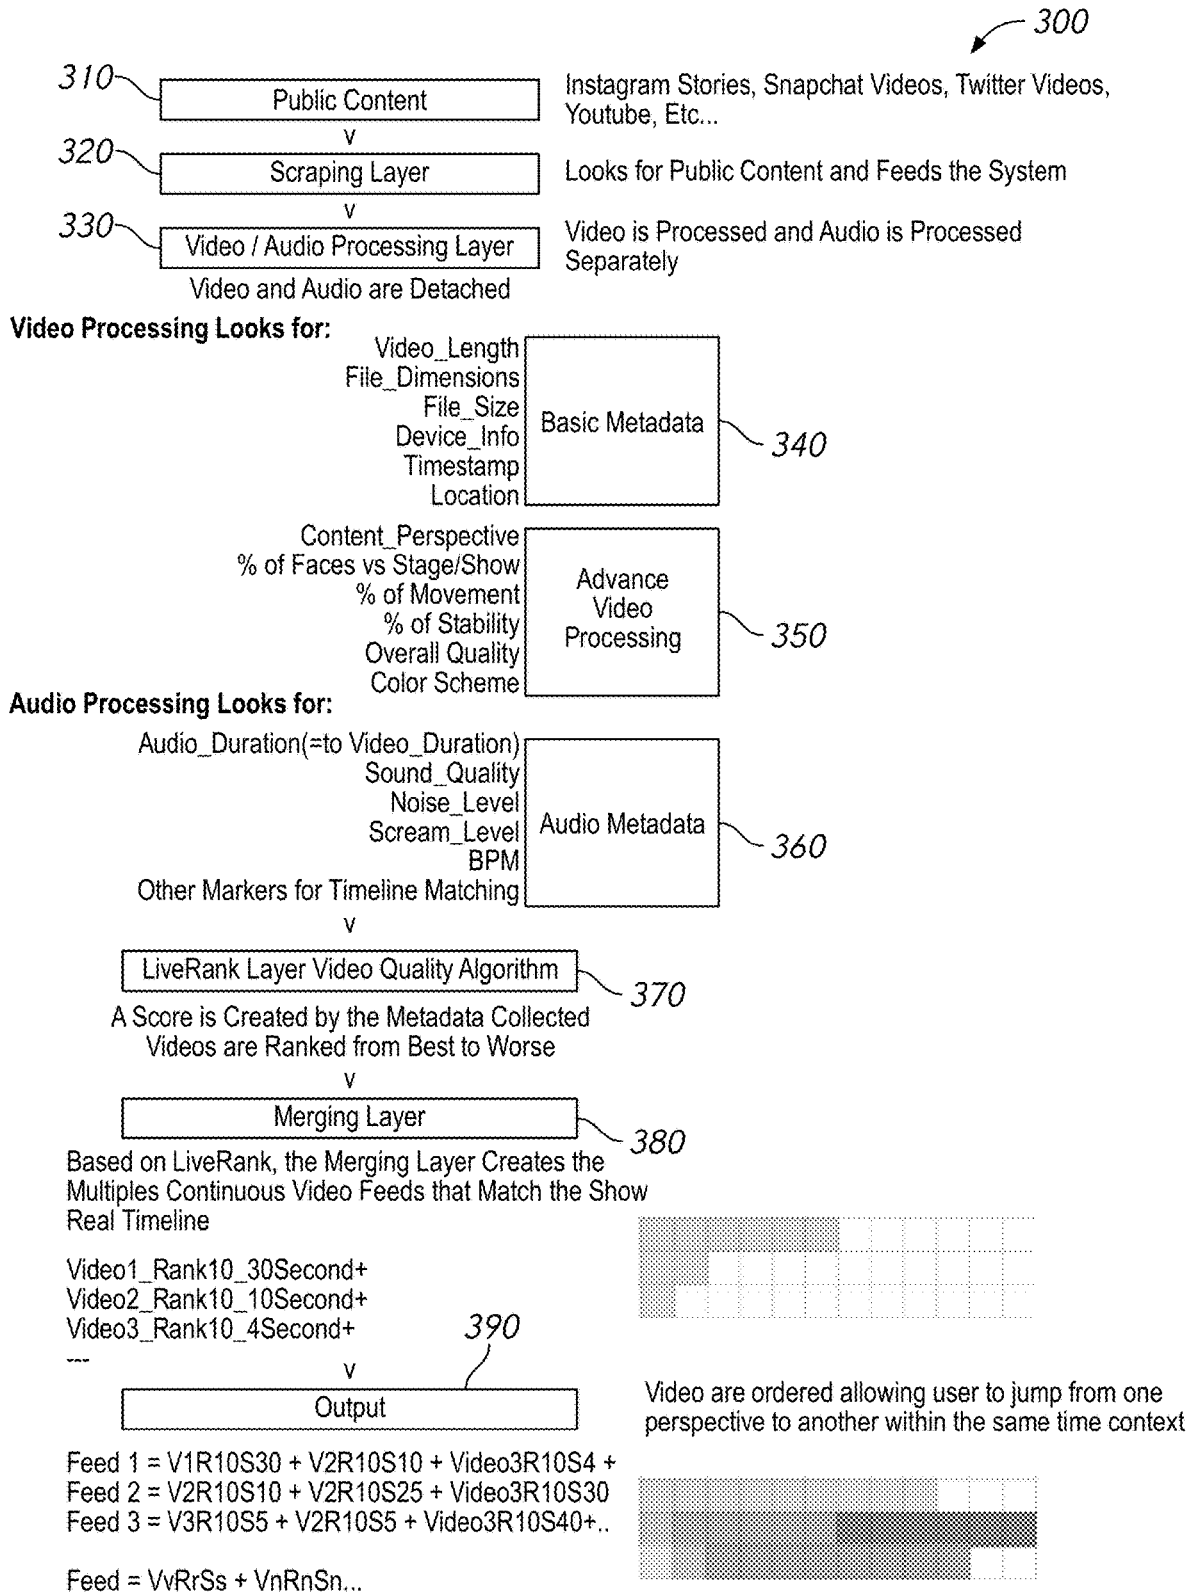 300
310
Public Content
Instagram Stories, Snapchat Videos, Twitter Videos,
Youtube, Etc...
v
320
Scraping Layer
Looks for Public Content and Feeds the System
v
330
Video / Audio Processing Layer
Video is Processed and Audio is Processed
Separately
Video and Audio are Detached
Video Processing Looks for:
Video_Length
File_Dimensions
File_Size
Device_Info
Timestamp
Location
Basic Metadata
340
Content_Perspective
% of Faces vs Stage/Show
% of Movement
% of Stability
Overall Quality
Color Scheme
Advance
Video
Processing
350
Audio Processing Looks for:
Audio_Duration(=to Video_Duration)
Sound_Quality
Noise_Level
Scream_Level
BPM
Other Markers for Timeline Matching
Audio Metadata
360
v
LiveRank Layer Video Quality Algorithm
370
A Score is Created by the Metadata Collected
Videos are Ranked from Best to Worse
v
Merging Layer
380
Based on LiveRank, the Merging Layer Creates the
Multiples Continuous Video Feeds that Match the Show
Real Timeline
Video1_Rank10_30Second+
Video2_Rank10_10Second+
Video3_Rank10_4Second+
---
v
390
Output
Video are ordered allowing user to jump from one
perspective to another within the same time context
Feed 1 = V1R10S30 + V2R10S10 + Video3R10S4 +
Feed 2 = V2R10S10 + V2R10S25 + Video3R10S30
Feed 3 = V3R10S5 + V2R10S5 + Video3R10S40+..
Feed = VvRrSs + VnRnSn...